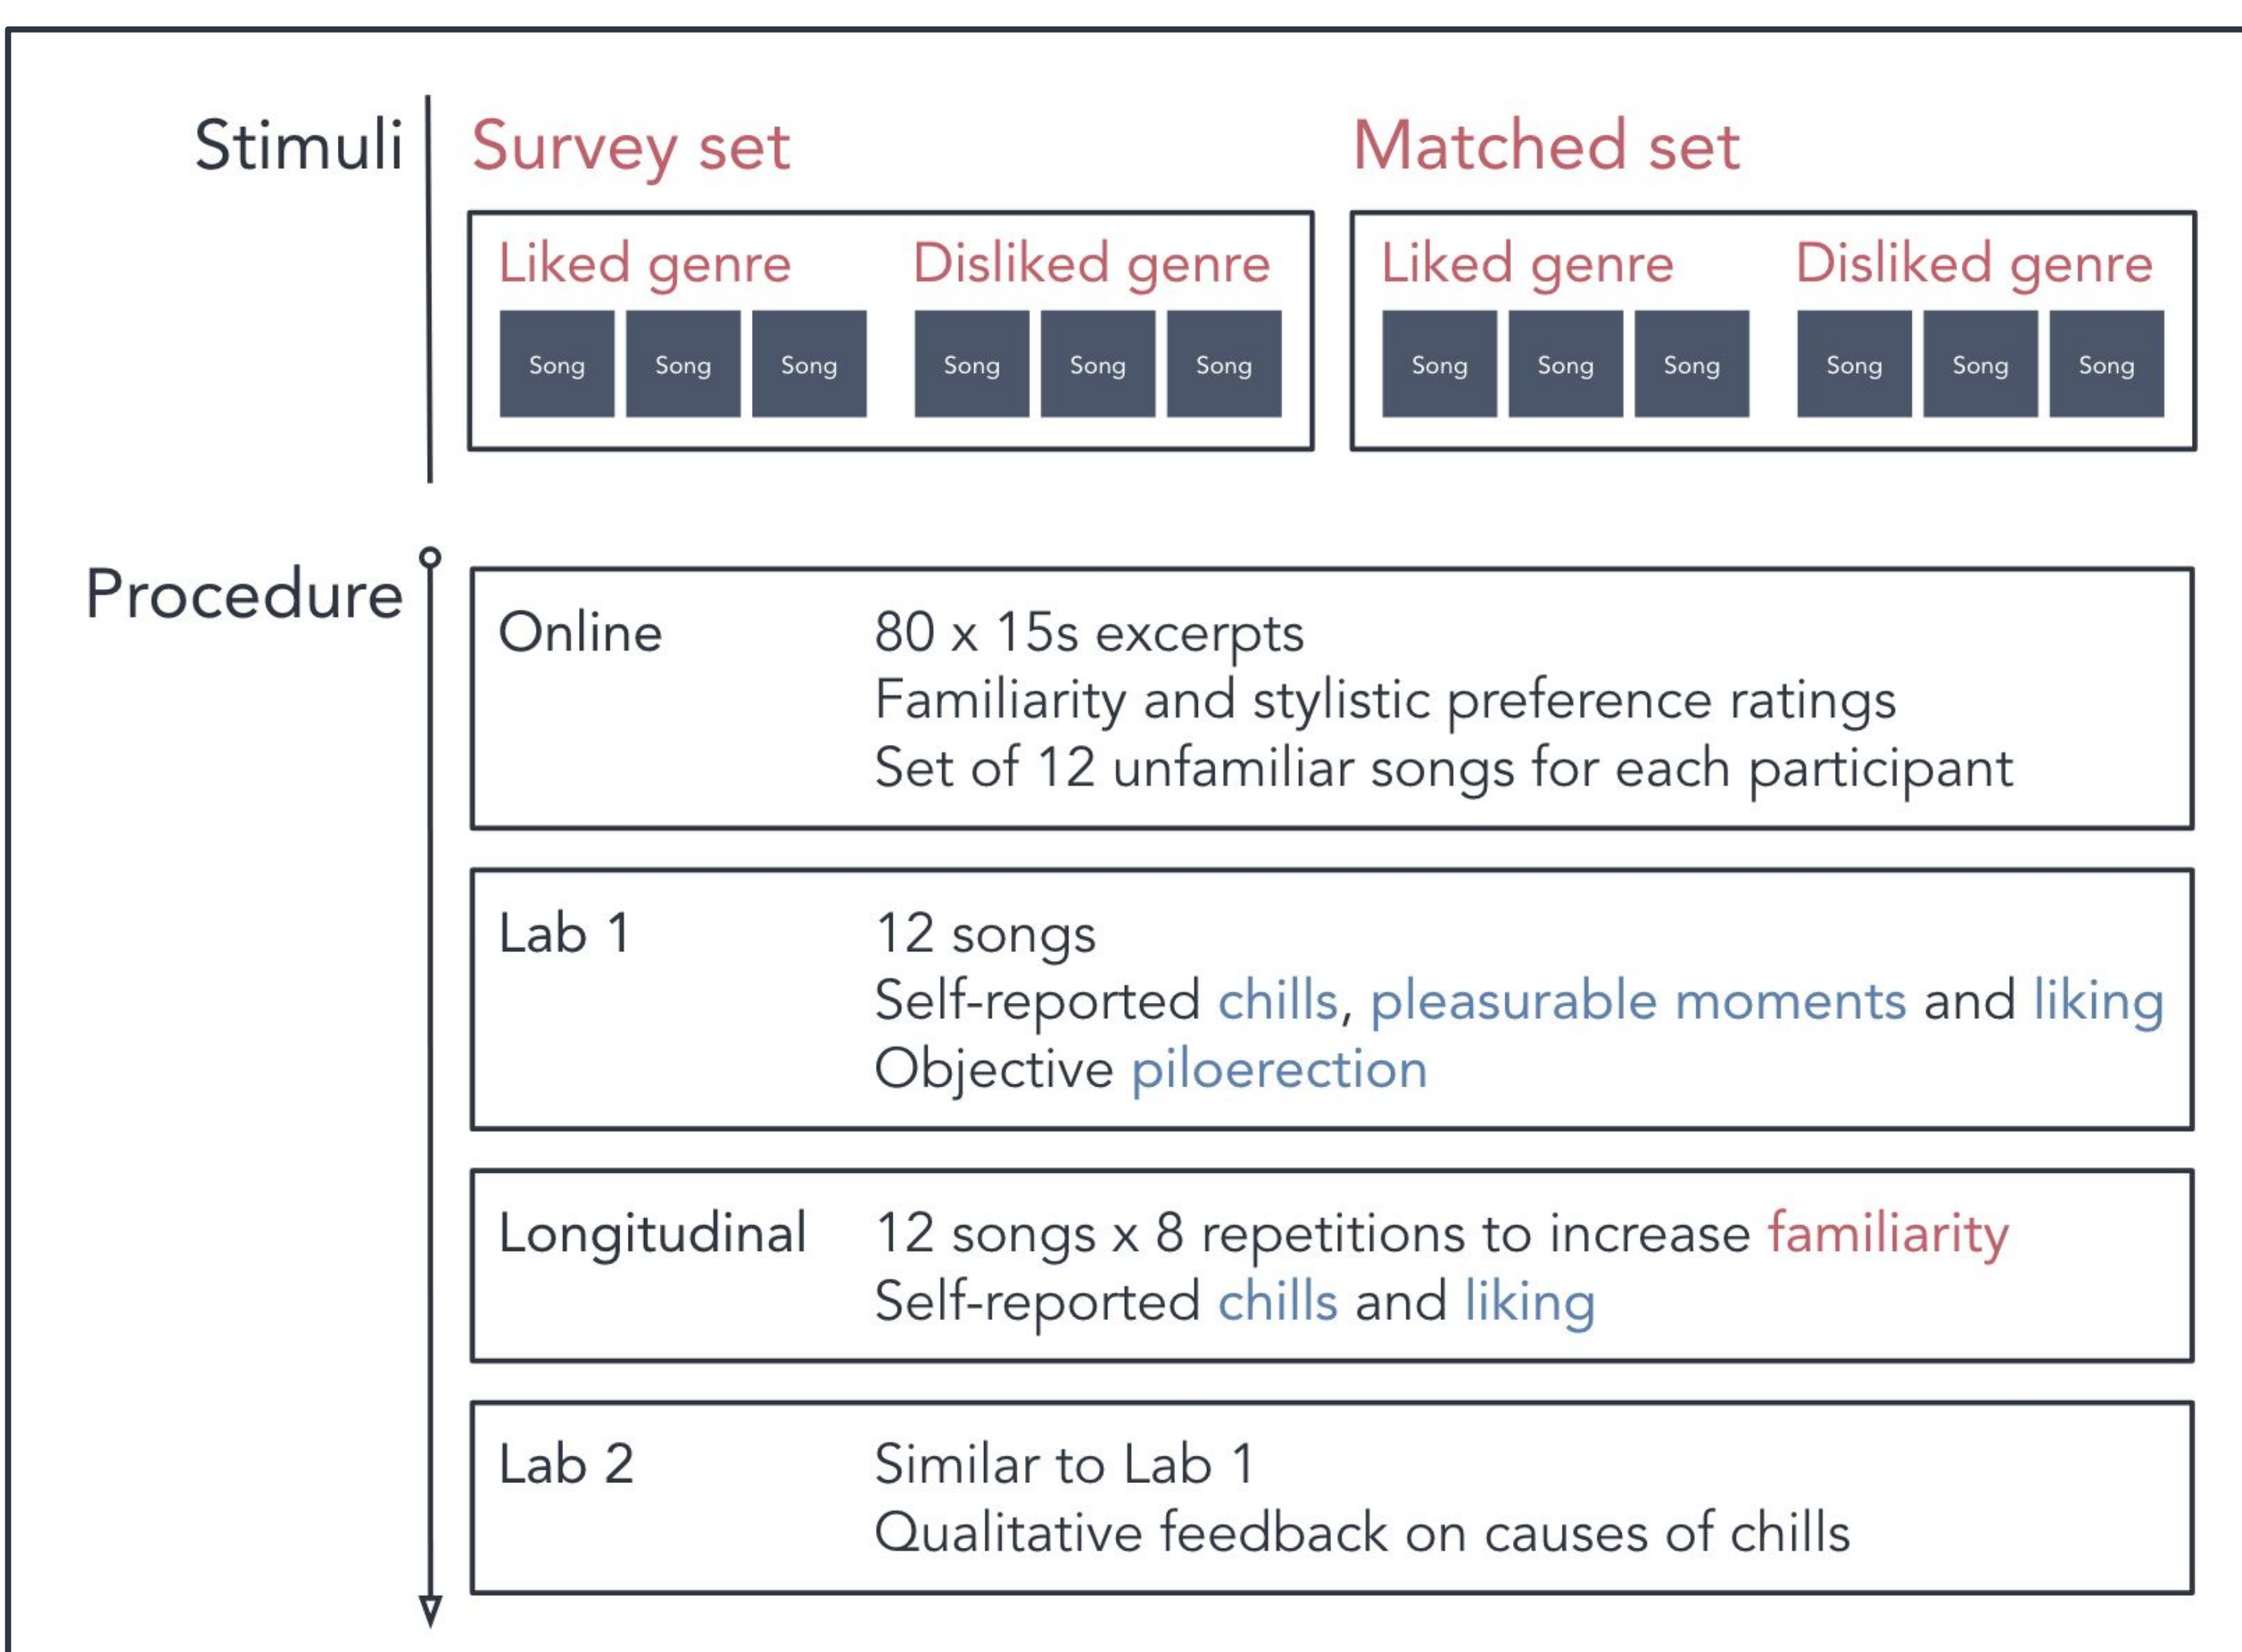 Stimuli
Survey set
Matched set
Liked genre Disliked genre
Liked genre Disliked genre
Song Song Song Song Song Song
Song Song Song Song Song Song
Procedure
Online
80 x 15s excerpts
Familiarity and stylistic preference ratings
Set of 12 unfamiliar songs for each participant
Lab 1
12 songs
Self-reported chills, pleasurable moments and liking
Objective piloerection
Longitudinal
12 songs x 8 repetitions to increase familiarity
Self-reported chills and liking
Lab 2
Similar to Lab 1
Qualitative feedback on causes of chills